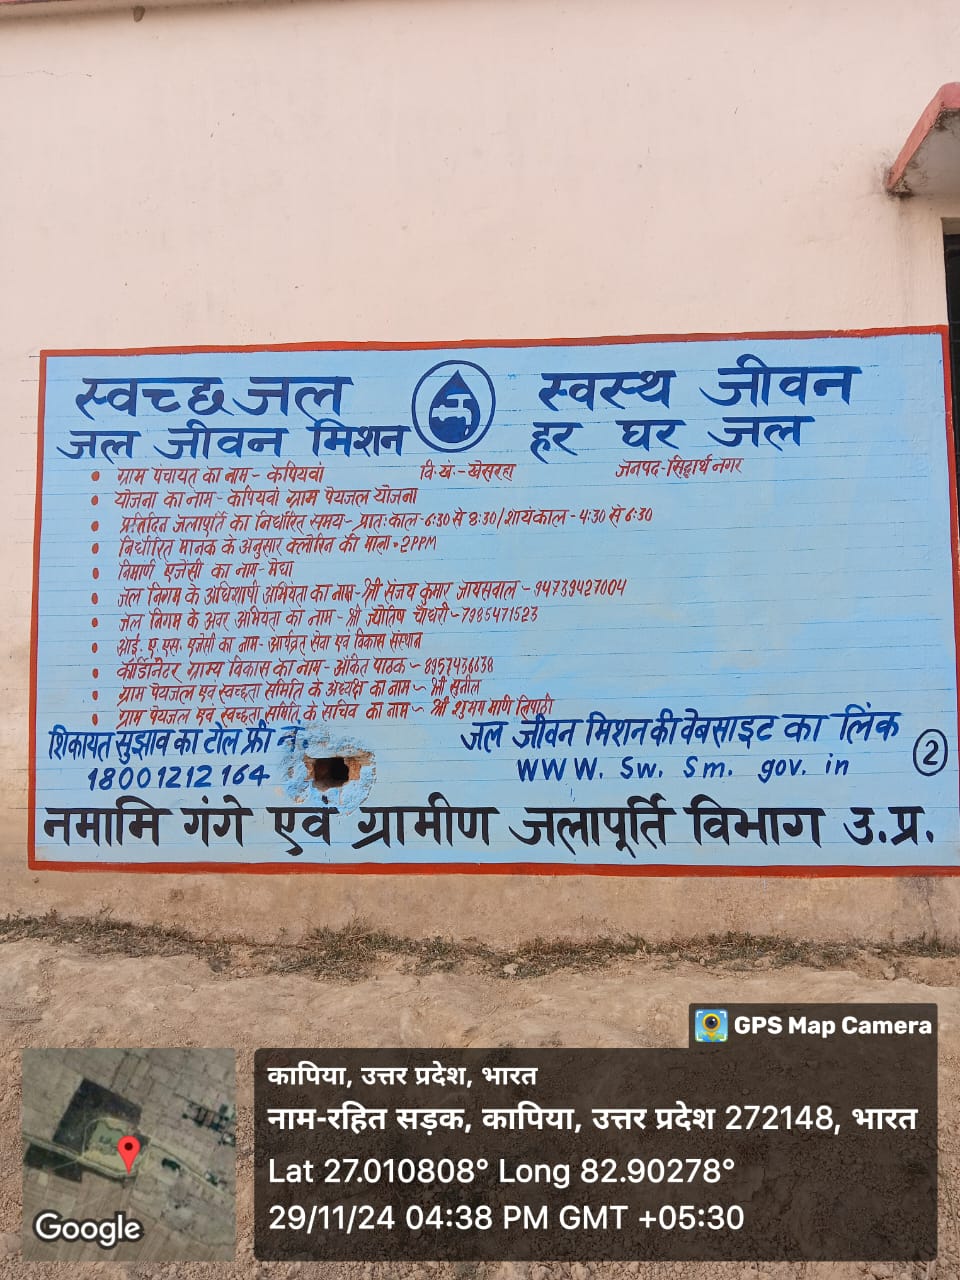 स्वच्छ जल स्वस्थ जीवन
जल जीवन मिशन हर घर जल
ग्राम पंचायत का नाम - कपियवां वि.खं.- खेसरहा जनपद-सिद्धार्थ नगर
योजना का नाम - कपियवां ग्राम पेयजल योजना
प्रतिदिन जलापूर्ति का निर्धारित समय- प्रातः काल - 6:30 से 8:30/शायंकाल - 4:30 से 6:30
निर्धारित मानक के अनुसार क्लोरिन की मात्रा - 2PPM
निर्माण एजेंसी का नाम - मेघा
जल निगम के अधिशाषी अभियंता का नाम- श्री संजय कुमार जायसवाल - 94739427004
जल निगम के अवर अभियंता का नाम - श्री ज्योतिष चौधरी - 7985471523
आई. ए. एस. एजेंसी का नाम - आर्यव्रत सेवा एवं विकास संस्थान
कॉर्डिनेटर ग्राम्य विकास का नाम - अंकित पाठक - 8957436638
ग्राम पेयजल एवं स्वच्छता समिति के अध्यक्ष का नाम - श्री सुनील
ग्राम पेयजल एवं स्वच्छता समिति के सचिव का नाम - श्री शुभम मणि त्रिपाठी
शिकायत सुझाव का टोल फ्री नं. जल जीवन मिशन की वेबसाइट का लिंक
18001212164 WWW. Sw. Sm. gov. in
2
नमामि गंगे एवं ग्रामीण जलापूर्ति विभाग उ.प्र.
GPS Map Camera
कापिया, उत्तर प्रदेश, भारत
नाम-रहित सड़क, कापिया, उत्तर प्रदेश 272148, भारत
Lat 27.010808° Long 82.90278°
29/11/24 04:38 PM GMT +05:30
Google